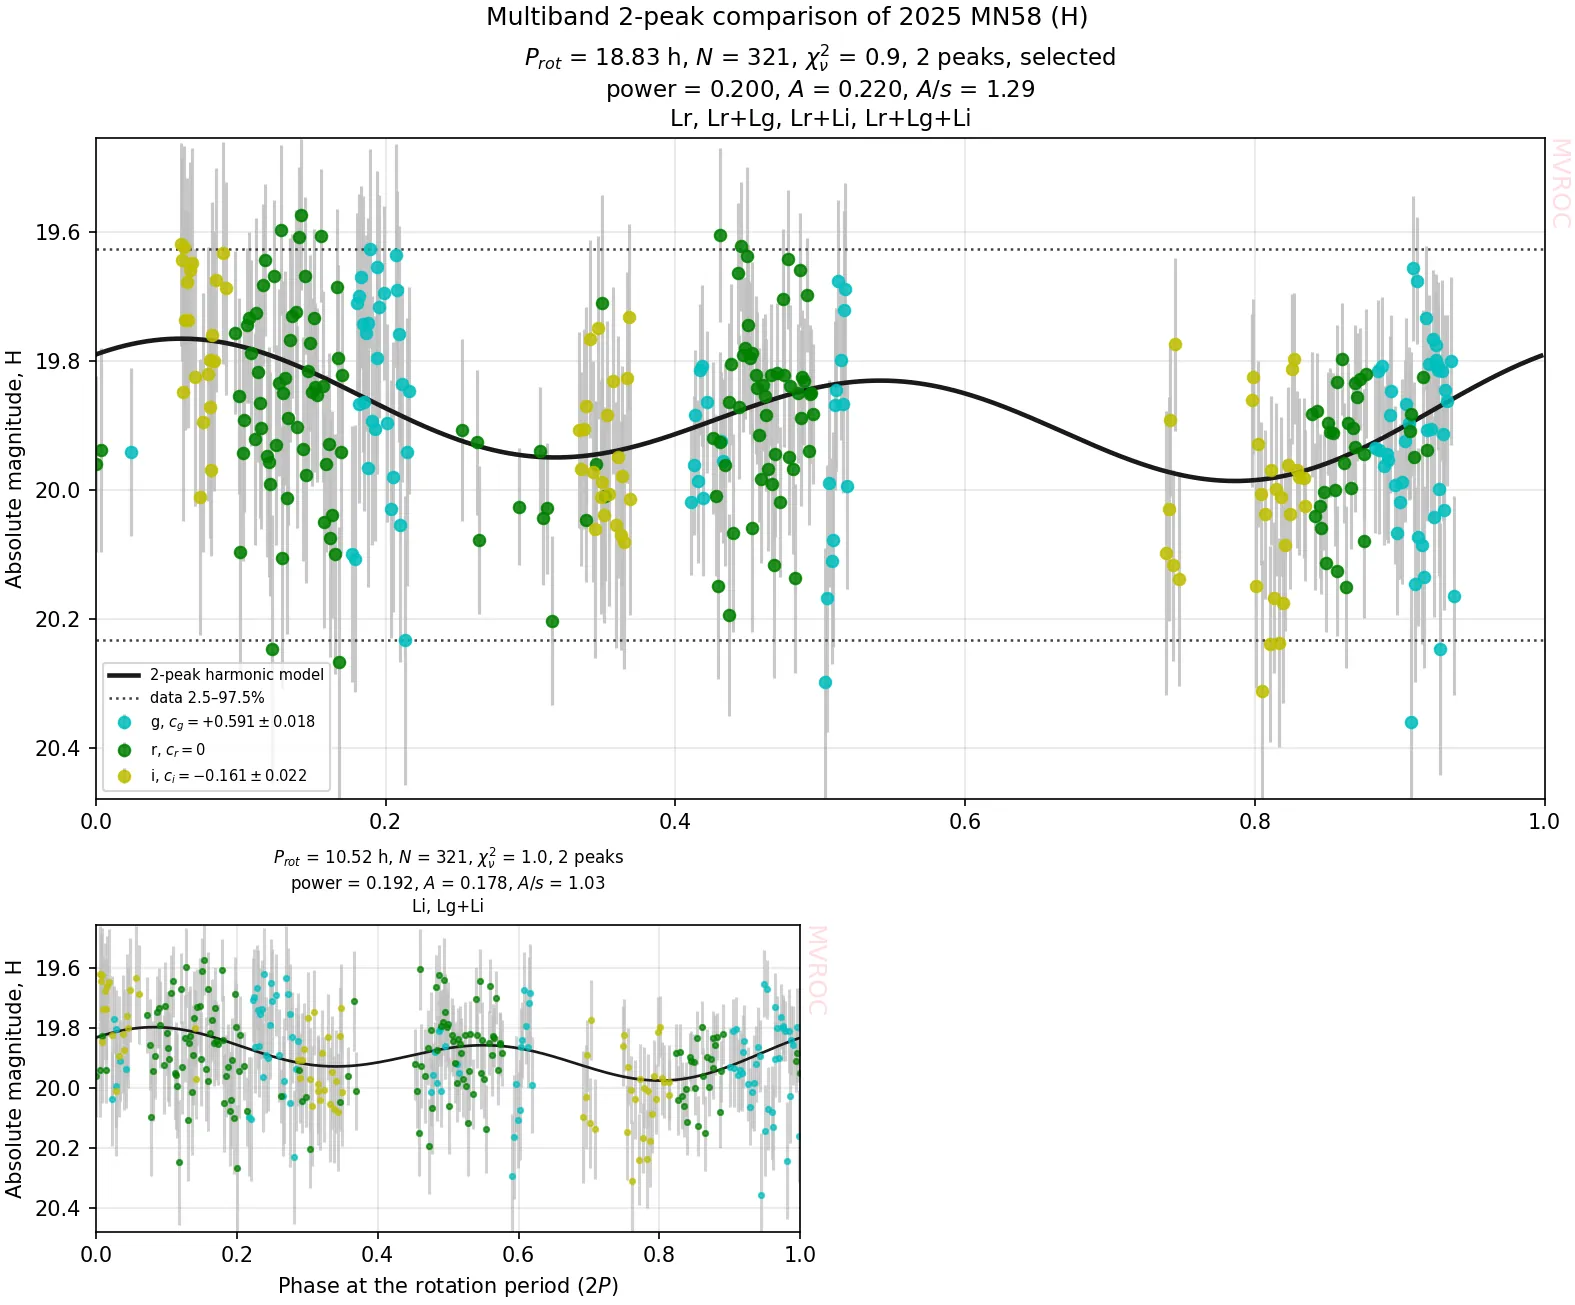 Multiband 2-peak comparison of 2025 MN58 (H)
P_rot = 18.83 h, N = 321, χ²_ν = 0.9, 2 peaks, selected
power = 0.200, A = 0.220, A/s = 1.29
Lr, Lr+Lg, Lr+Li, Lr+Lg+Li
MVROC
Absolute magnitude, H
19.6
19.8
20.0
20.2
20.4
2-peak harmonic model
data 2.5–97.5%
g, c_g = +0.591 ± 0.018
r, c_r = 0
i, c_i = −0.161 ± 0.022
0.0 0.2 0.4 0.6 0.8 1.0
P_rot = 10.52 h, N = 321, χ²_ν = 1.0, 2 peaks
power = 0.192, A = 0.178, A/s = 1.03
Li, Lg+Li
MVROC
Absolute magnitude, H
19.6
19.8
20.0
20.2
20.4
0.0 0.2 0.4 0.6 0.8 1.0
Phase at the rotation period (2P)